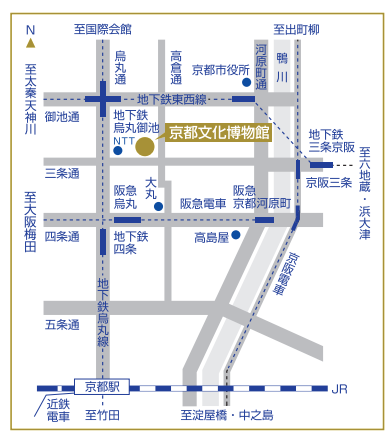 N
至国際会館
至出町柳
烏丸通
高倉通
河原町通
鴨川
京都市役所
至太秦天神川
地下鉄東西線
御池通
地下鉄
烏丸御池
NTT
京都文化博物館
地下鉄
三条京阪
三条通
京阪三条
至六地蔵・浜大津
至大阪梅田
阪急
烏丸
大丸
阪急電車
阪急
京都河原町
四条通
地下鉄
四条
高島屋
京阪電車
地下鉄烏丸線
五条通
京都駅
JR
近鉄
電車
至竹田
至淀屋橋・中之島